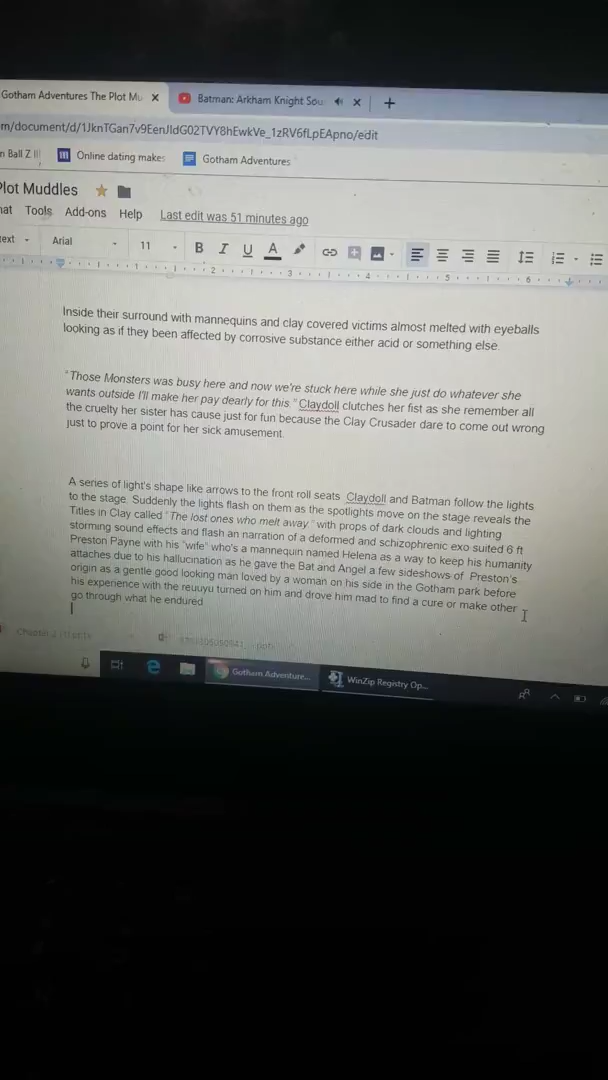 Gotham Adventures The Plot Mu
Batman: Arkham Knight Sou
m/document/d/1JknTGan7v9EenJIdG02TVY8hEwkVe_1zRV6fLpEApno/edit
n Ball Z II
Online dating makes
Gotham Adventures
Plot Muddles
mat Tools Add-ons Help Last edit was 51 minutes ago
text Arial 11 B I U A
1 2 3 4 5 6
Inside their surround with mannequins and clay covered victims almost melted with eyeballs
looking as if they been affected by corrosive substance either acid or something else.
"Those Monsters was busy here and now we're stuck here while she just do whatever she
wants outside I'll make her pay dearly for this." Claydoll clutches her fist as she remember all
the cruelty her sister has cause just for fun because the Clay Crusader dare to come out wrong
just to prove a point for her sick amusement.
A series of light's shape like arrows to the front roll seats Claydoll and Batman follow the lights
to the stage. Suddenly the lights flash on them as the spotlights move on the stage reveals the
Titles in Clay called "The lost ones who melt away." with props of dark clouds and lighting
storming sound effects and flash an narration of a deformed and schizophrenic exo suited 6 ft
Preston Payne with his "wife" who's a mannequin named Helena as a way to keep his humanity
attaches due to his hallucination as he gave the Bat and Angel a few sideshows of Preston's
origin as a gentle good looking man loved by a woman on his side in the Gotham park before
his experience with the reuuyu turned on him and drove him mad to find a cure or make other
go through what he endured
Gotham Adventure...
WinZip Registry Op...